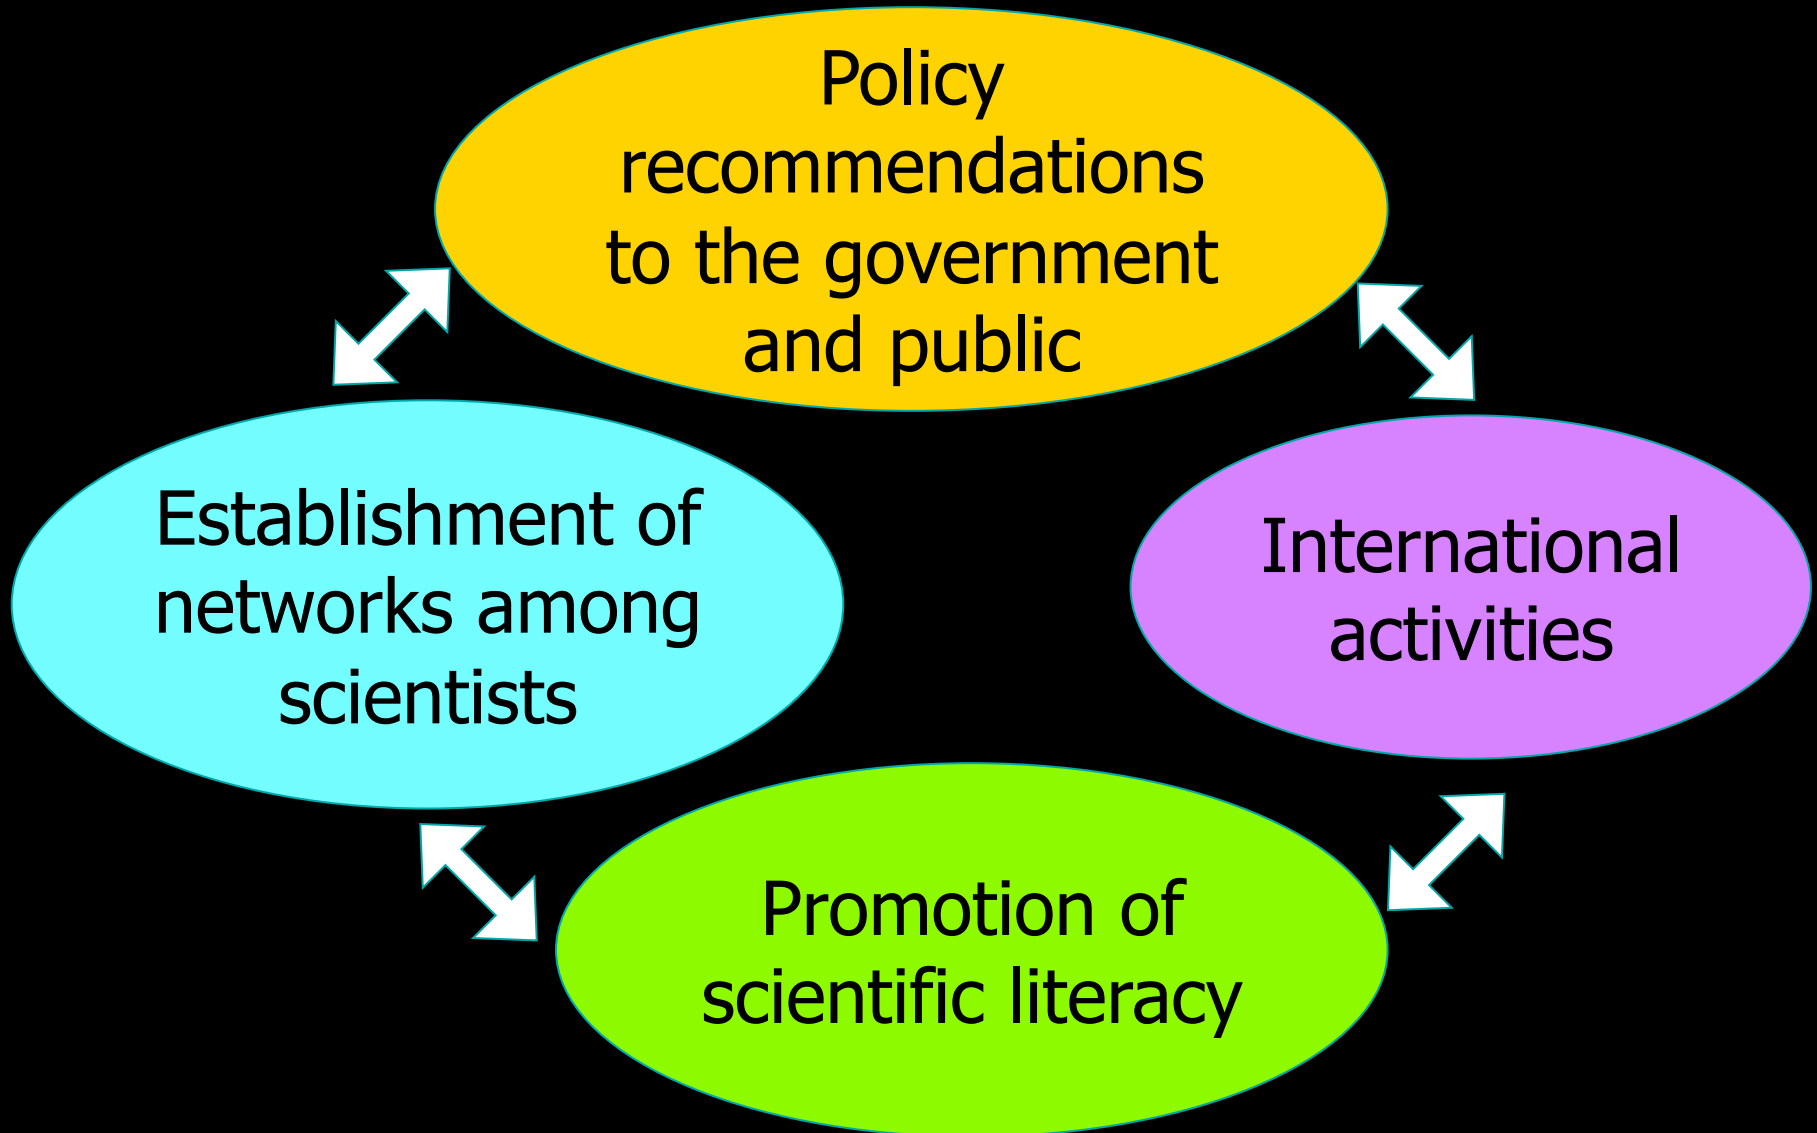 Policy
recommendations
to the government
and public
Establishment of
networks among
scientists
International
activities
Promotion of
scientific literacy